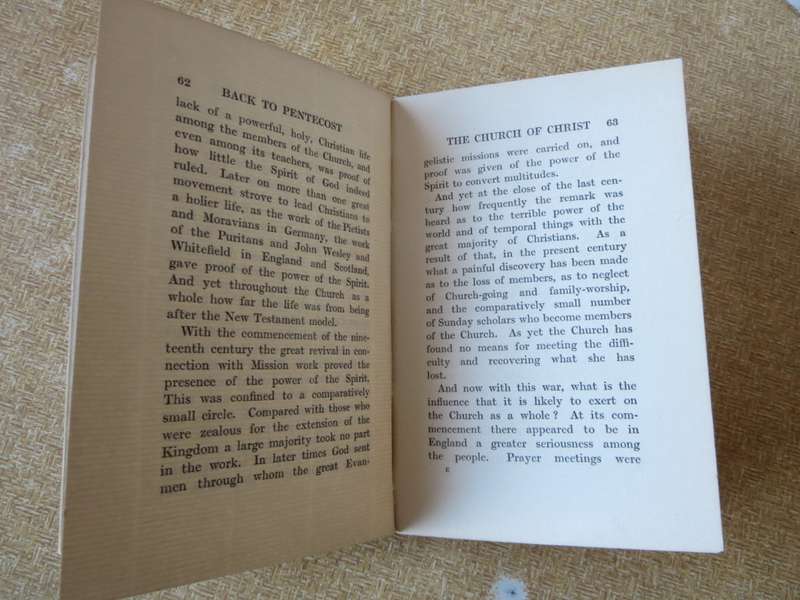 62 BACK TO PENTECOST
lack of a powerful, holy, Christian life
among the members of the Church, and
even among its teachers, was proof of
how little the Spirit of God indeed
ruled. Later on more than one great
movement strove to lead Christians to
a holier life, as the work of the Pietists
and Moravians in Germany, the work
of the Puritans and John Wesley and
Whitefield in England and Scotland,
gave proof of the power of the Spirit.
And yet throughout the Church as a
whole how far the life was from being
after the New Testament model.
With the commencement of the nine-
teenth century the great revival in con-
nection with Mission work proved the
presence of the power of the Spirit.
This was confined to a comparatively
small circle. Compared with those who
were zealous for the extension of the
Kingdom a large majority took no part
in the work. In later times God sent
men through whom the great Evan-
THE CHURCH OF CHRIST 63
gelistic missions were carried on, and
proof was given of the power of the
Spirit to convert multitudes.
And yet at the close of the last cen-
tury how frequently the remark was
heard as to the terrible power of the
world and of temporal things with the
great majority of Christians. As a
result of that, in the present century
what a painful discovery has been made
as to the loss of members, as to neglect
of Church-going and family-worship,
and the comparatively small number
of Sunday scholars who become members
of the Church. As yet the Church has
found no means for meeting the diffi-
culty and recovering what she has
lost.
And now with this war, what is the
influence that it is likely to exert on
the Church as a whole? At its com-
mencement there appeared to be in
England a greater seriousness among
the people. Prayer meetings were
E